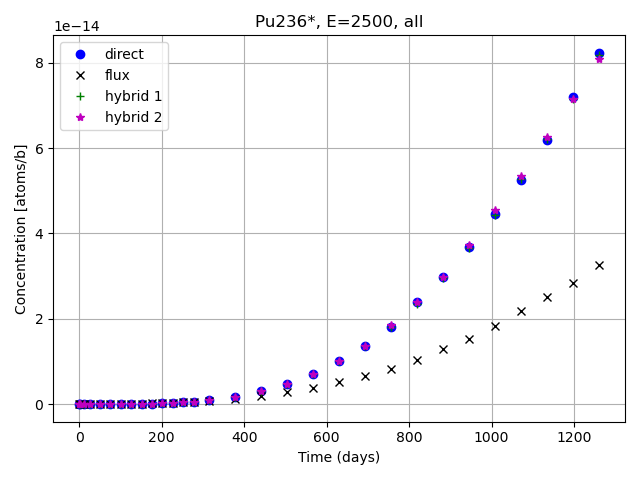 Pu236*, E=2500, all
1e−14
direct
flux
hybrid 1
hybrid 2
8
6
4
2
0
Concentration [atoms/b]
0 200 400 600 800 1000 1200
Time (days)